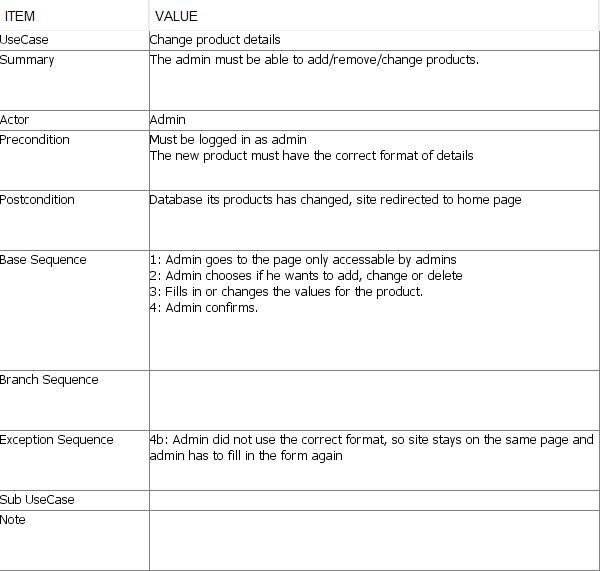 ITEM VALUE
UseCase Change product details
Summary The admin must be able to add/remove/change products.
Actor Admin
Precondition Must be logged in as admin
The new product must have the correct format of details
Postcondition Database its products has changed, site redirected to home page
Base Sequence 1: Admin goes to the page only accessable by admins
2: Admin chooses if he wants to add, change or delete
3: Fills in or changes the values for the product.
4: Admin confirms.
Branch Sequence
Exception Sequence 4b: Admin did not use the correct format, so site stays on the same page and
admin has to fill in the form again
Sub UseCase
Note